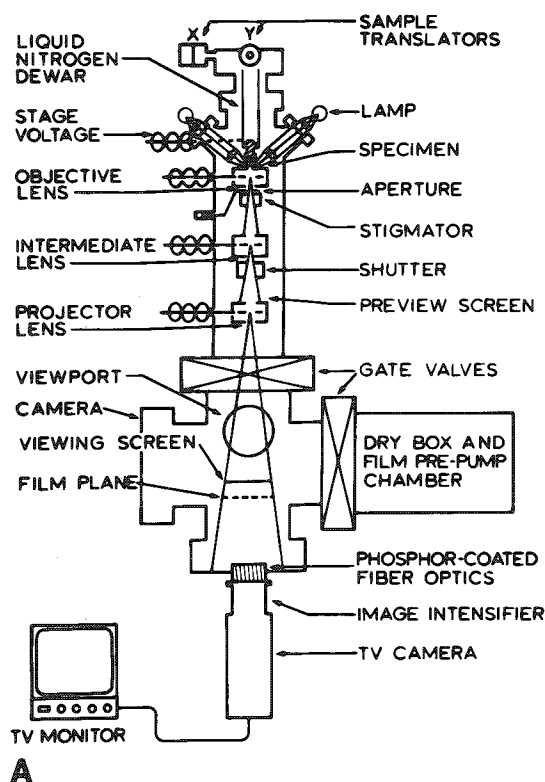 X Y
SAMPLE
TRANSLATORS
LIQUID
NITROGEN
DEWAR
LAMP
STAGE
VOLTAGE
SPECIMEN
OBJECTIVE
LENS
APERTURE
STIGMATOR
INTERMEDIATE
LENS
SHUTTER
PREVIEW SCREEN
PROJECTOR
LENS
GATE VALVES
VIEWPORT
CAMERA
VIEWING SCREEN
FILM PLANE
DRY BOX AND
FILM PRE-PUMP
CHAMBER
PHOSPHOR-COATED
FIBER OPTICS
IMAGE INTENSIFIER
TV CAMERA
TV MONITOR
A